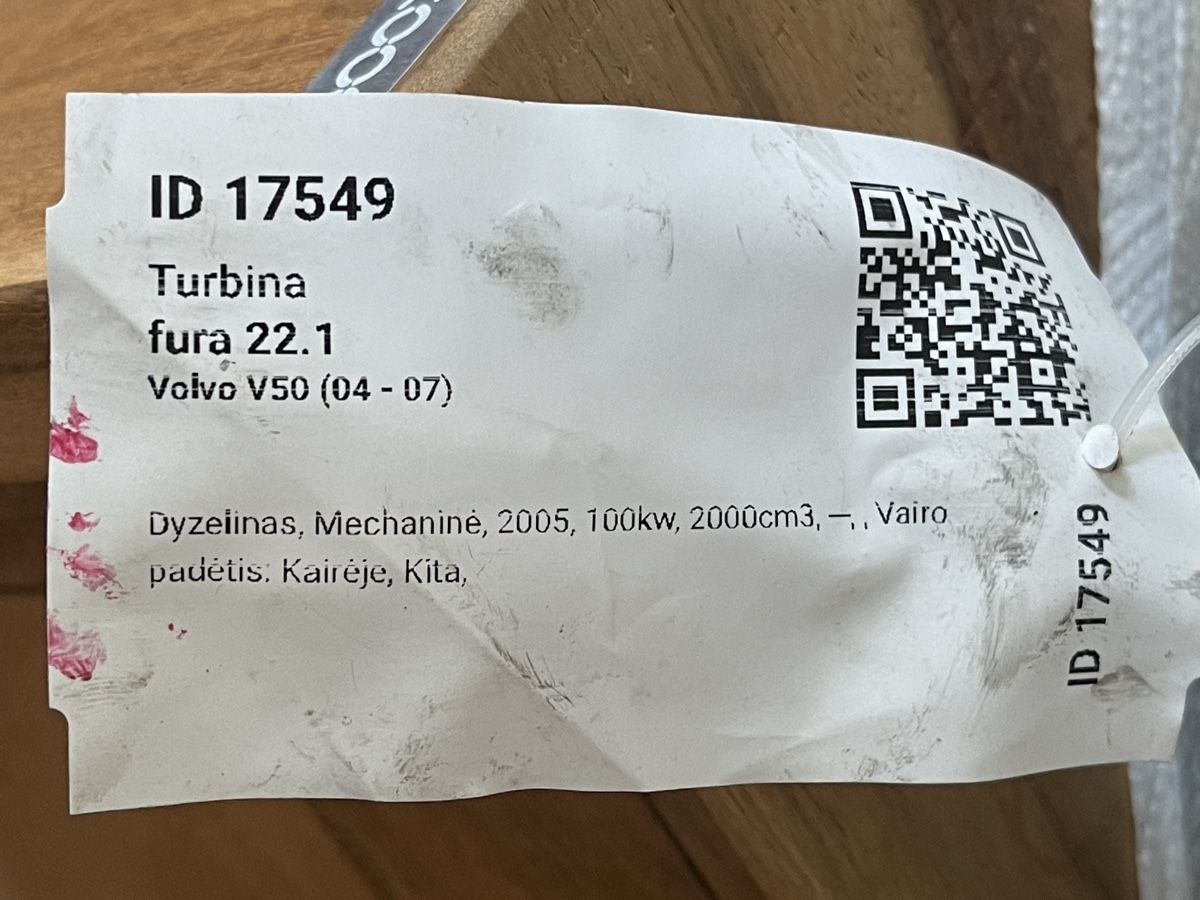 ID 17549
Turbina
fura 22.1
Volvo V50 (04 - 07)
Dyzelinas, Mechaninė, 2005, 100kw, 2000cm3, –, , Vairo
padėtis: Kairėje, Kita,
ID 17549